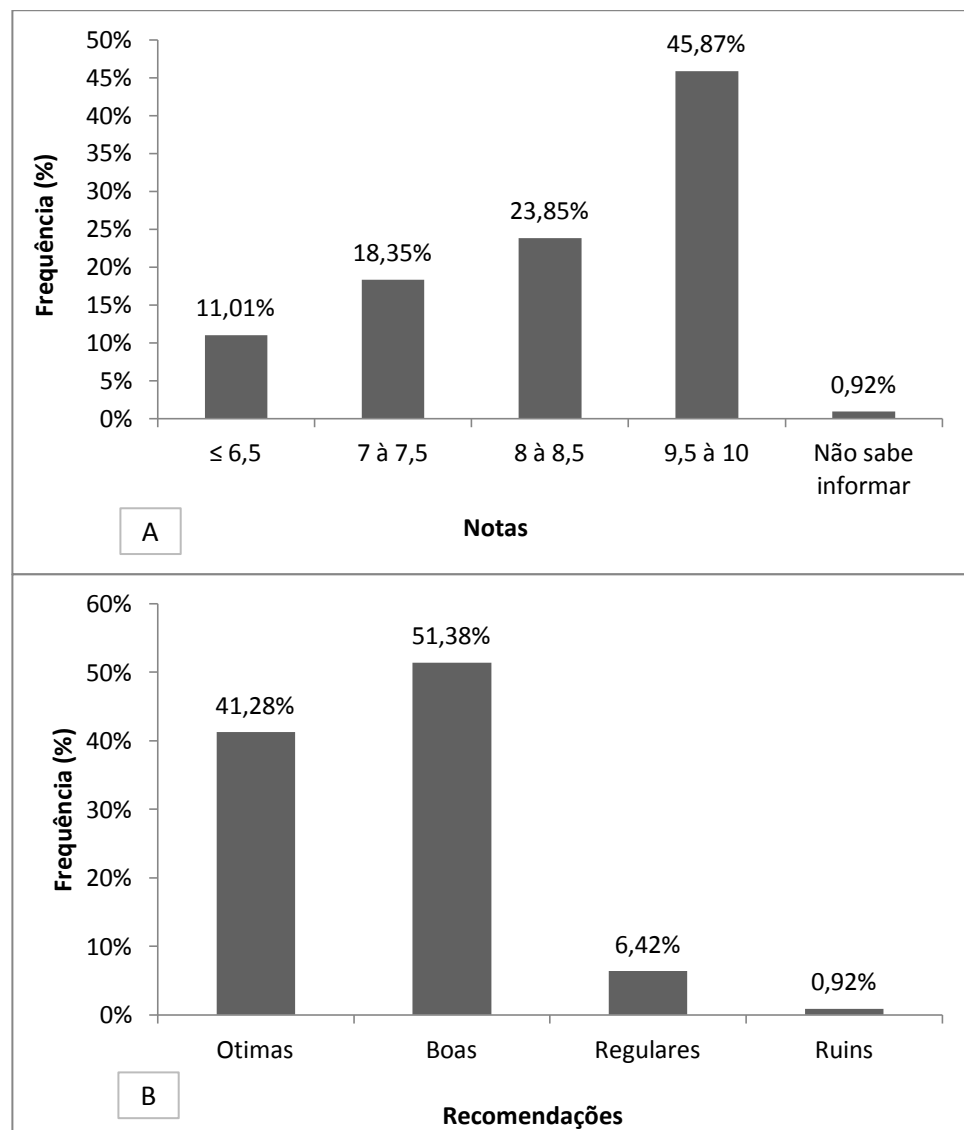 50%
45%
40%
35%
30%
25%
20%
15%
10%
5%
0%
Frequência (%)
11,01%
18,35%
23,85%
45,87%
0,92%
≤ 6,5
7 à 7,5
8 à 8,5
9,5 à 10
Não sabe
informar
Notas
A
60%
50%
40%
30%
20%
10%
0%
Frequência (%)
41,28%
51,38%
6,42%
0,92%
Otimas
Boas
Regulares
Ruins
Recomendações
B